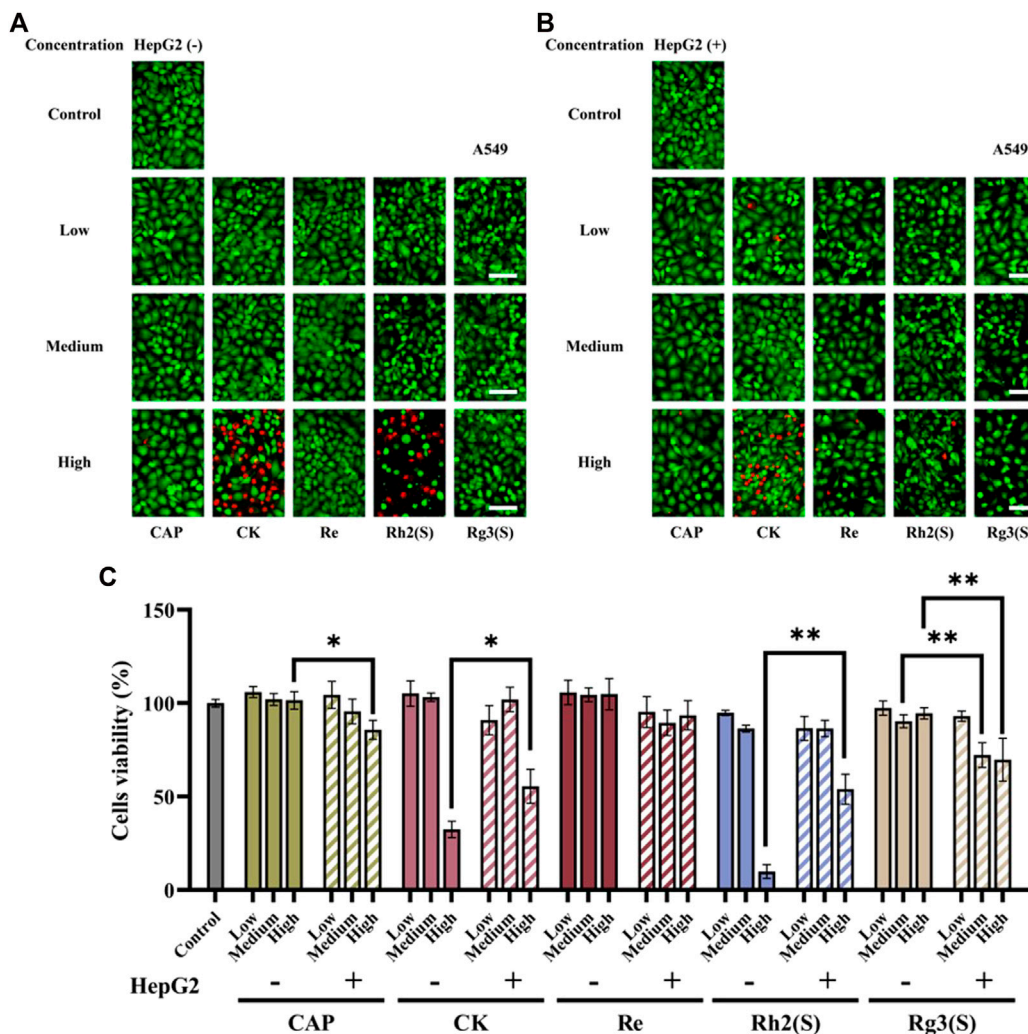 A
Concentration HepG2 (-)
Control
A549
Low
Medium
High
CAP CK Re Rh2(S) Rg3(S)
B
Concentration HepG2 (+)
Control
A549
Low
Medium
High
CAP CK Re Rh2(S) Rg3(S)
C
Cells viability (%)
150
100
50
0
* * ** ** **
Control Low Medium High Low Medium High Low Medium High Low Medium High Low Medium High Low Medium High Low Medium High Low Medium High Low Medium High Low Medium High
HepG2 - + - + - + - + - +
CAP CK Re Rh2(S) Rg3(S)